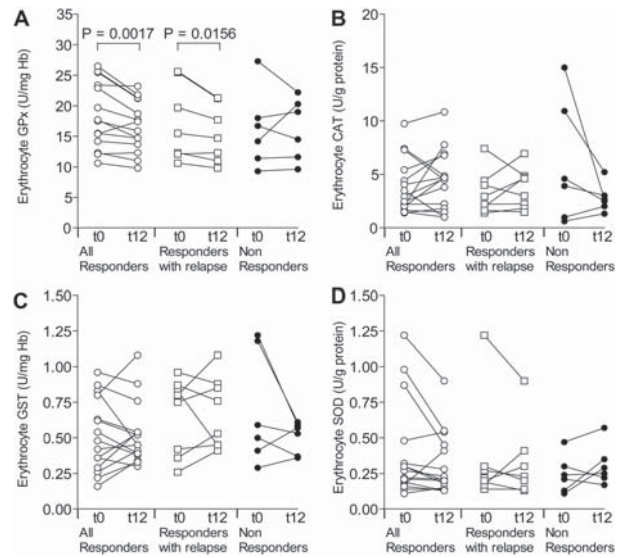 A
P = 0.0017 P = 0.0156
Erythrocyte GPx (U/mg Hb)
35
30
25
20
15
10
5
0
t0 t12 t0 t12 t0 t12
All Responders Non
Responders with relapse Responders
B
Erythrocyte CAT (U/g protein)
20
15
10
5
0
t0 t12 t0 t12 t0 t12
All Responders Non
Responders with relapse Responders
C
Erythrocyte GST (U/mg Hb)
1.50
1.25
1.00
0.75
0.50
0.25
0.00
t0 t12 t0 t12 t0 t12
All Responders Non
Responders with relapse Responders
D
Erythrocyte SOD (U/g protein)
1.50
1.25
1.00
0.75
0.50
0.25
0.00
t0 t12 t0 t12 t0 t12
All Responders Non
Responders with relapse Responders